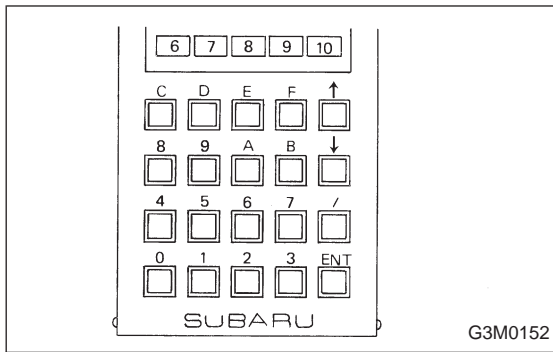 6 7 8 9 10
C D E F ↑
8 9 A B ↓
4 5 6 7 /
0 1 2 3 ENT
SUBARU
G3M0152